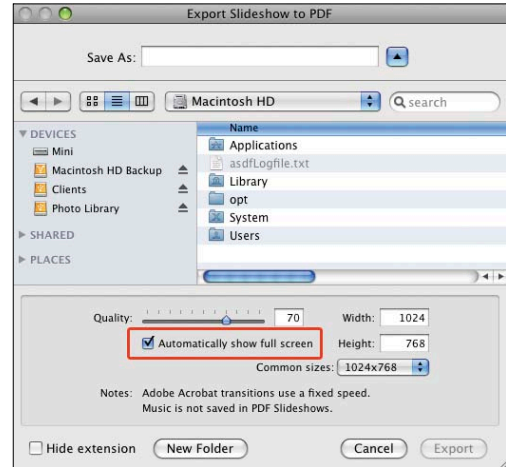 Export Slideshow to PDF
Save As:
Macintosh HD
search
DEVICES
Mini
Macintosh HD Backup
Clients
Photo Library
SHARED
PLACES
Name
Applications
asdfLogfile.txt
Library
opt
System
Users
Quality: 70 Width: 1024
Automatically show full screen Height: 768
Common sizes: 1024x768
Notes: Adobe Acrobat transitions use a fixed speed.
Music is not saved in PDF Slideshows.
Hide extension New Folder Cancel Export